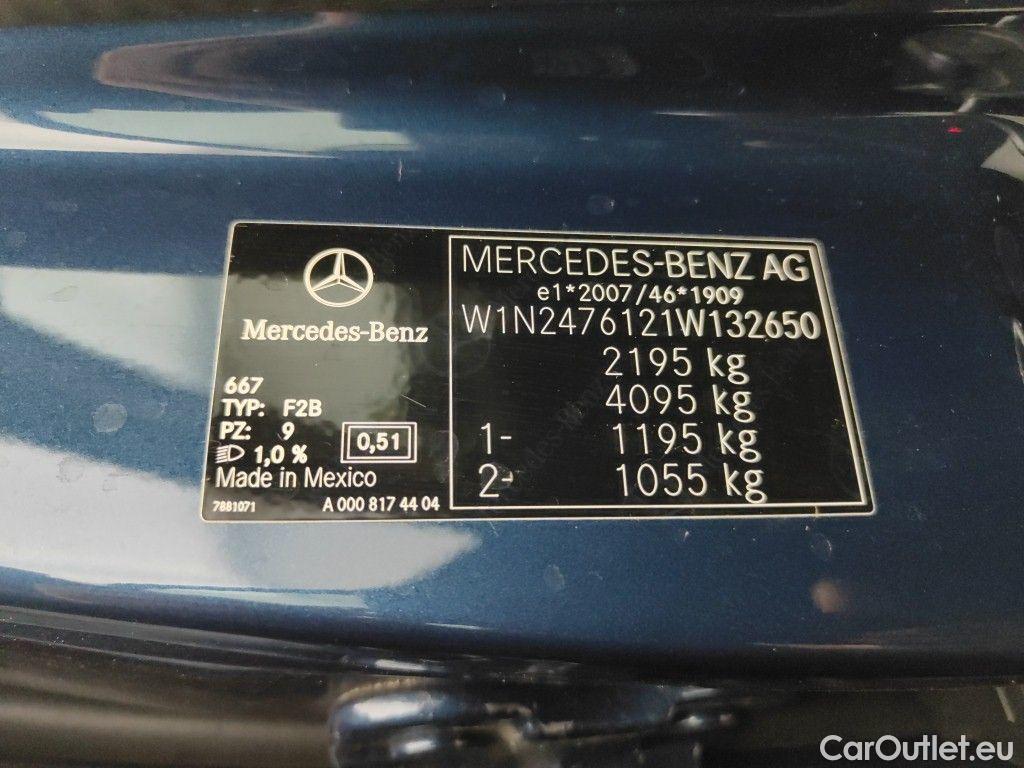 Mercedes-Benz
667
TYP: F2B
PZ: 9
1,0 %
0,51
Made in Mexico
7881071
A 000 817 44 04
MERCEDES-BENZ AG
e1*2007/46*1909
W1N2476121W132650
2195 kg
4095 kg
1- 1195 kg
2- 1055 kg
CarOutlet.eu